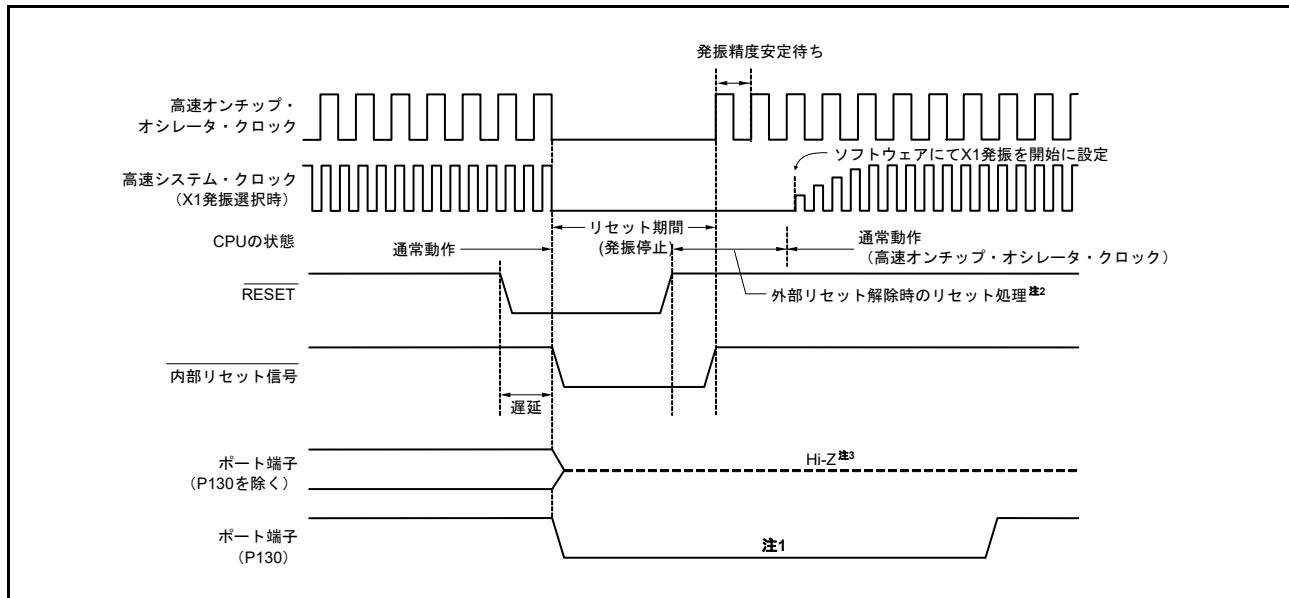 発振精度安定待ち
高速オンチップ・
オシレータ・クロック
ソフトウェアにてX1発振を開始に設定
高速システム・クロック
（X1発振選択時）
リセット期間
(発振停止)
CPUの状態
通常動作
通常動作
（高速オンチップ・オシレータ・クロック）
RESET
外部リセット解除時のリセット処理注2
内部リセット信号
遅延
Hi-Z注3
ポート端子
（P130を除く）
注1
ポート端子
（P130）